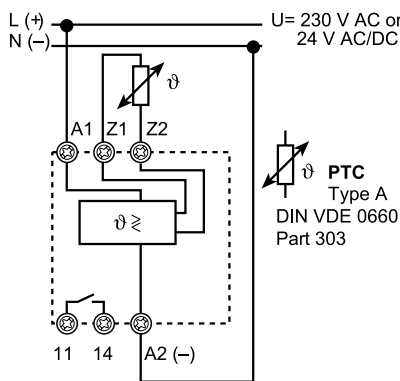 L (+)
U= 230 V AC or
N (–)
24 V AC/DC
ϑ
A1 Z1 Z2
ϑ PTC
Type A
DIN VDE 0660
Part 303
ϑ ≷
11 14 A2 (–)